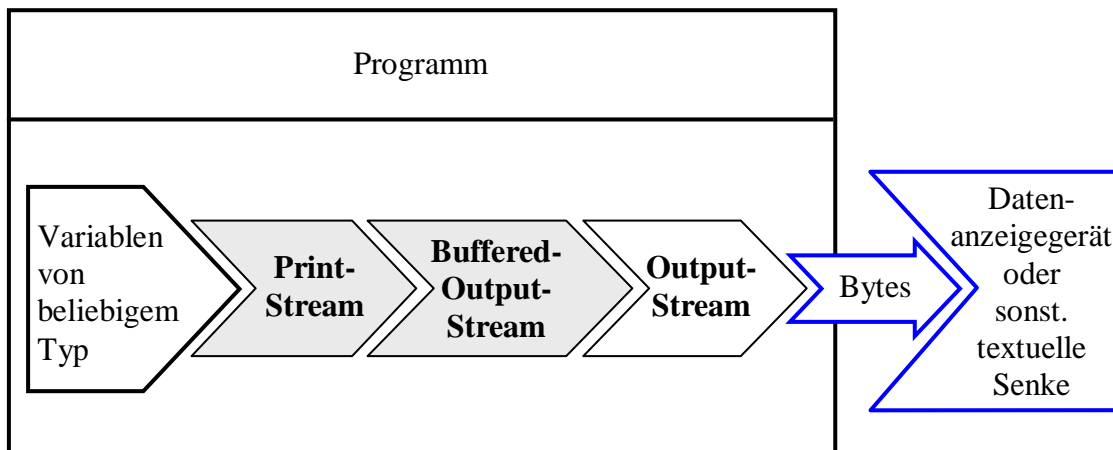 Programm
Variablen
von
beliebigem
Typ
Print-
Stream
Buffered-
Output-
Stream
Output-
Stream
Bytes
Daten-
anzeigegerät
oder
sonst.
textuelle
Senke